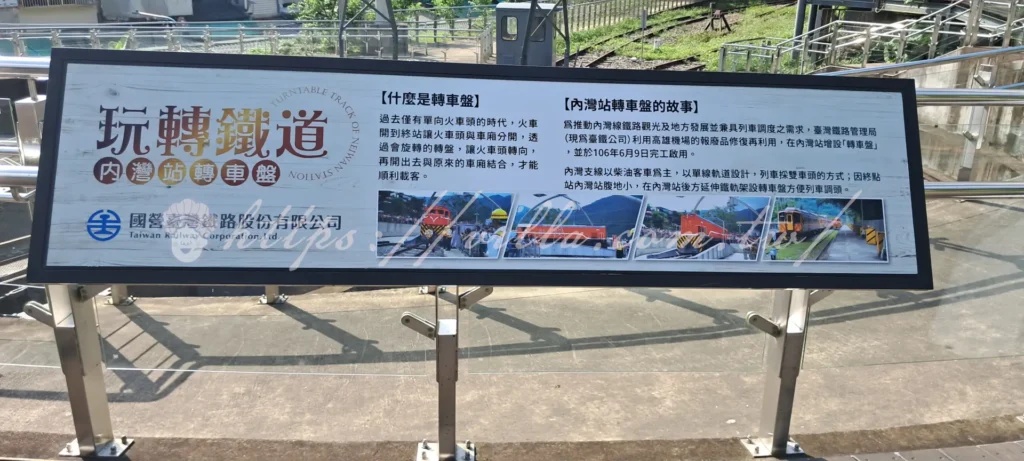 玩轉鐵道
TURNTABLE TRACK OF NEIWAN STATION
內灣站轉車盤
國營臺灣鐵路股份有限公司
Taiwan Railway Corporation,Ltd
【什麼是轉車盤】
過去僅有單向火車頭的時代，火車
開到終站讓火車頭與車廂分開，透
過會旋轉的轉盤，讓火車頭轉向，
再開出去與原來的車廂結合，才能
順利載客。
【內灣站轉車盤的故事】
為推動內灣線鐵路觀光及地方發展並兼具列車調度之需求，臺灣鐵路管理局
(現為臺鐵公司)利用高雄機場的報廢品修復再利用，在內灣站增設「轉車盤」
，並於106年6月9日完工啟用。
內灣支線以柴油客車為主，以單線軌道設計，列車採雙車頭的方式；因終點
站內灣站腹地小，在內灣站後方延伸鐵軌架設轉車盤方便列車調頭。